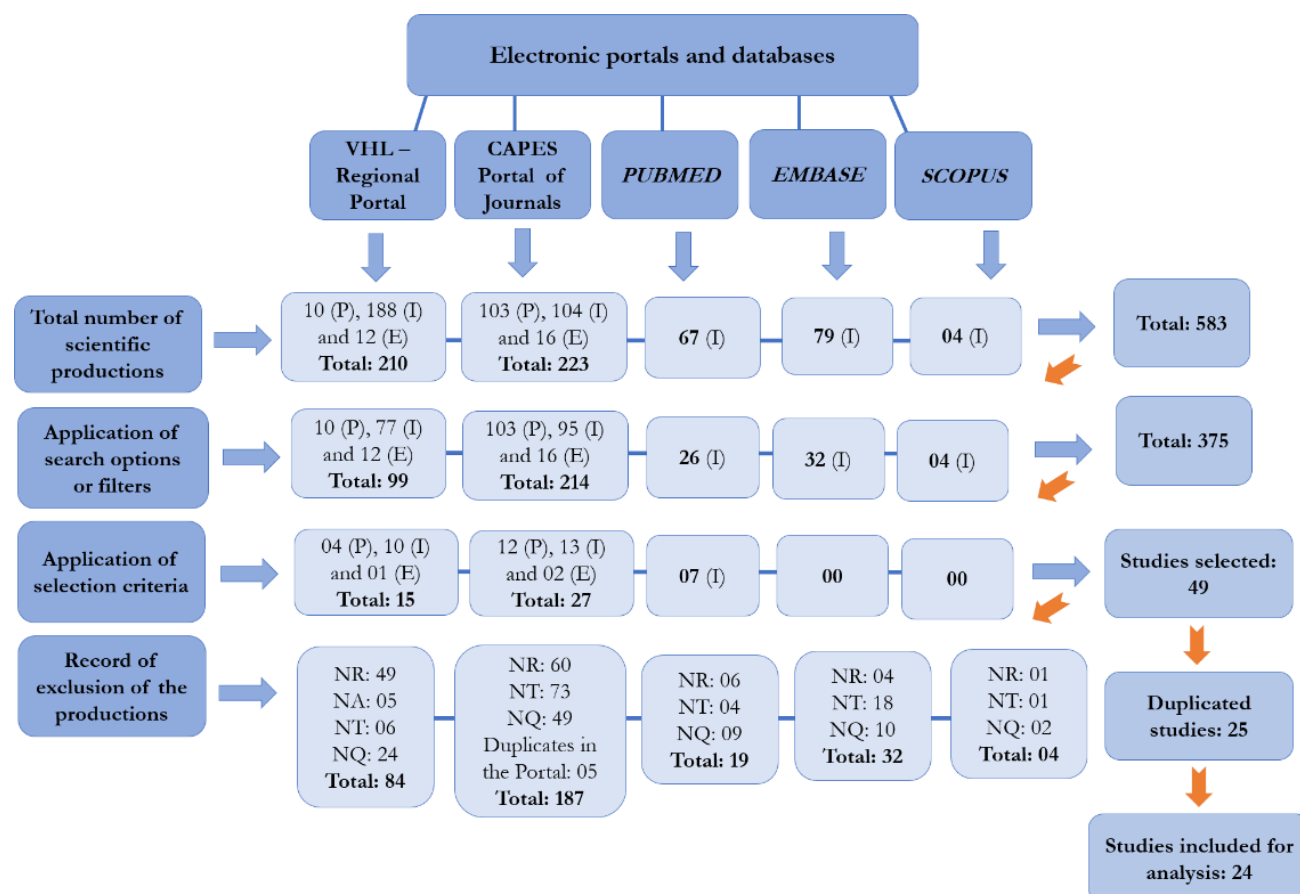 Electronic portals and databases
VHL –
Regional
Portal
CAPES
Portal of
Journals
PUBMED
EMBASE
SCOPUS
Total number of
scientific
productions
10 (P), 188 (I)
and 12 (E)
Total: 210
103 (P), 104 (I)
and 16 (E)
Total: 223
67 (I)
79 (I)
04 (I)
Total: 583
Application of
search options
or filters
10 (P), 77 (I)
and 12 (E)
Total: 99
103 (P), 95 (I)
and 16 (E)
Total: 214
26 (I)
32 (I)
04 (I)
Total: 375
Application of
selection criteria
04 (P), 10 (I)
and 01 (E)
Total: 15
12 (P), 13 (I)
and 02 (E)
Total: 27
07 (I)
00
00
Studies selected:
49
Record of
exclusion of the
productions
NR: 49
NA: 05
NT: 06
NQ: 24
Total: 84
NR: 60
NT: 73
NQ: 49
Duplicates in
the Portal: 05
Total: 187
NR: 06
NT: 04
NQ: 09
Total: 19
NR: 04
NT: 18
NQ: 10
Total: 32
NR: 01
NT: 01
NQ: 02
Total: 04
Duplicated
studies: 25
Studies included for
analysis: 24